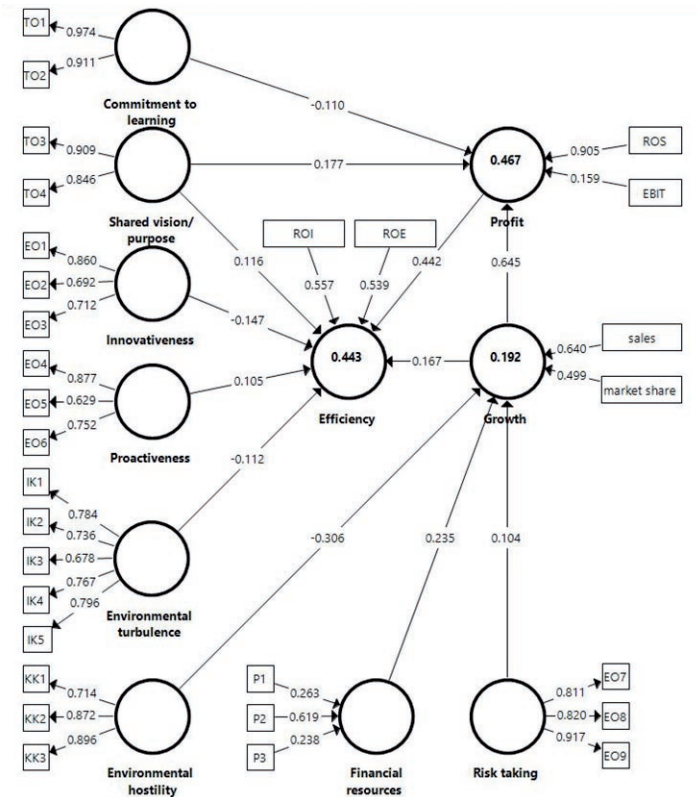 TO1
0.974
0.911
TO2
Commitment to
learning
-0.110
TO3
0.909
0.846
TO4
Shared vision/
purpose
0.177
0.467
Profit
0.905
ROS
0.159
EBIT
ROI
ROE
0.116
0.557
0.539
0.442
0.645
EO1
0.860
EO2
0.692
0.712
EO3
Innovativeness
-0.147
0.443
Efficiency
0.167
0.192
Growth
0.640
sales
0.499
market share
EO4
0.877
EO5
0.629
0.752
EO6
Proactiveness
0.105
-0.112
IK1
0.784
IK2
0.736
IK3
0.678
0.767
IK4
0.796
IK5
Environmental
turbulence
-0.306
0.235
0.104
KK1
0.714
KK2
0.872
0.896
KK3
Environmental
hostility
P1
0.263
P2
0.619
0.238
P3
Financial
resources
Risk taking
0.811
EO7
0.820
EO8
0.917
EO9